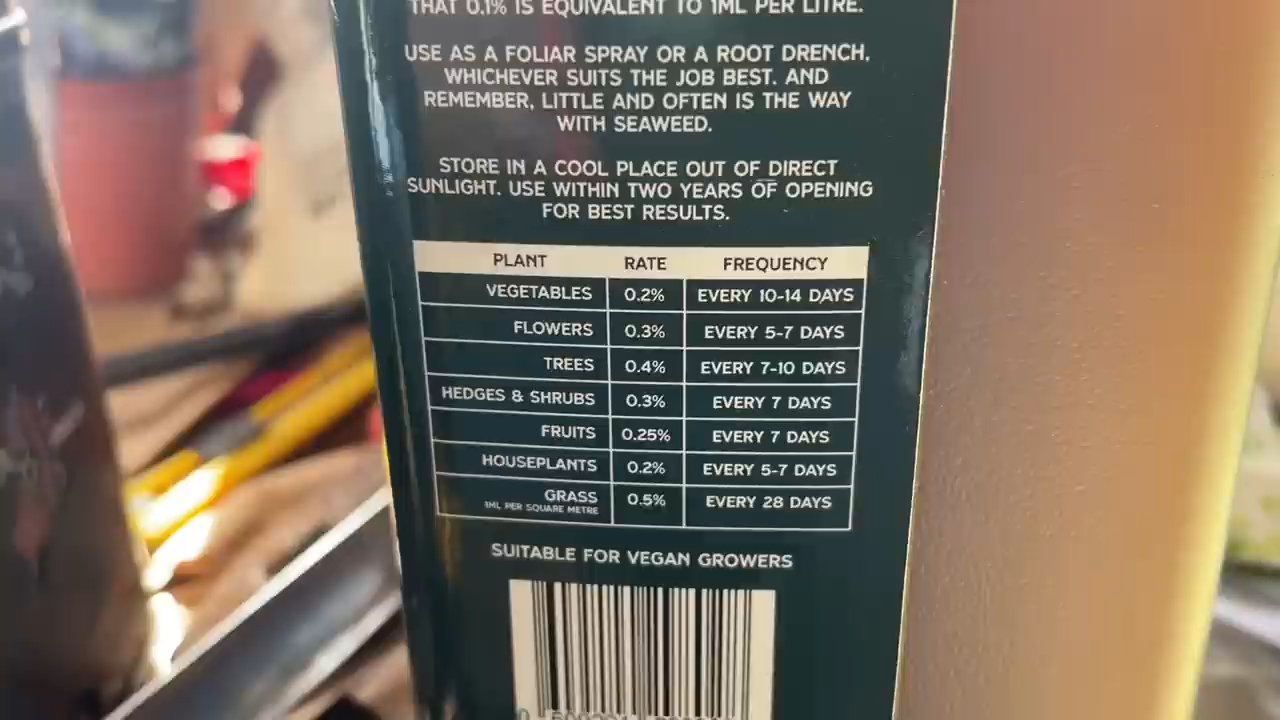 THAT 0.1% IS EQUIVALENT TO 1ML PER LITRE.
USE AS A FOLIAR SPRAY OR A ROOT DRENCH,
WHICHEVER SUITS THE JOB BEST. AND
REMEMBER, LITTLE AND OFTEN IS THE WAY
WITH SEAWEED.
STORE IN A COOL PLACE OUT OF DIRECT
SUNLIGHT. USE WITHIN TWO YEARS OF OPENING
FOR BEST RESULTS.
PLANT RATE FREQUENCY
VEGETABLES 0.2% EVERY 10-14 DAYS
FLOWERS 0.3% EVERY 5-7 DAYS
TREES 0.4% EVERY 7-10 DAYS
HEDGES & SHRUBS 0.3% EVERY 7 DAYS
FRUITS 0.25% EVERY 7 DAYS
HOUSEPLANTS 0.2% EVERY 5-7 DAYS
GRASS 0.5% EVERY 28 DAYS
1ML PER SQUARE METRE
SUITABLE FOR VEGAN GROWERS